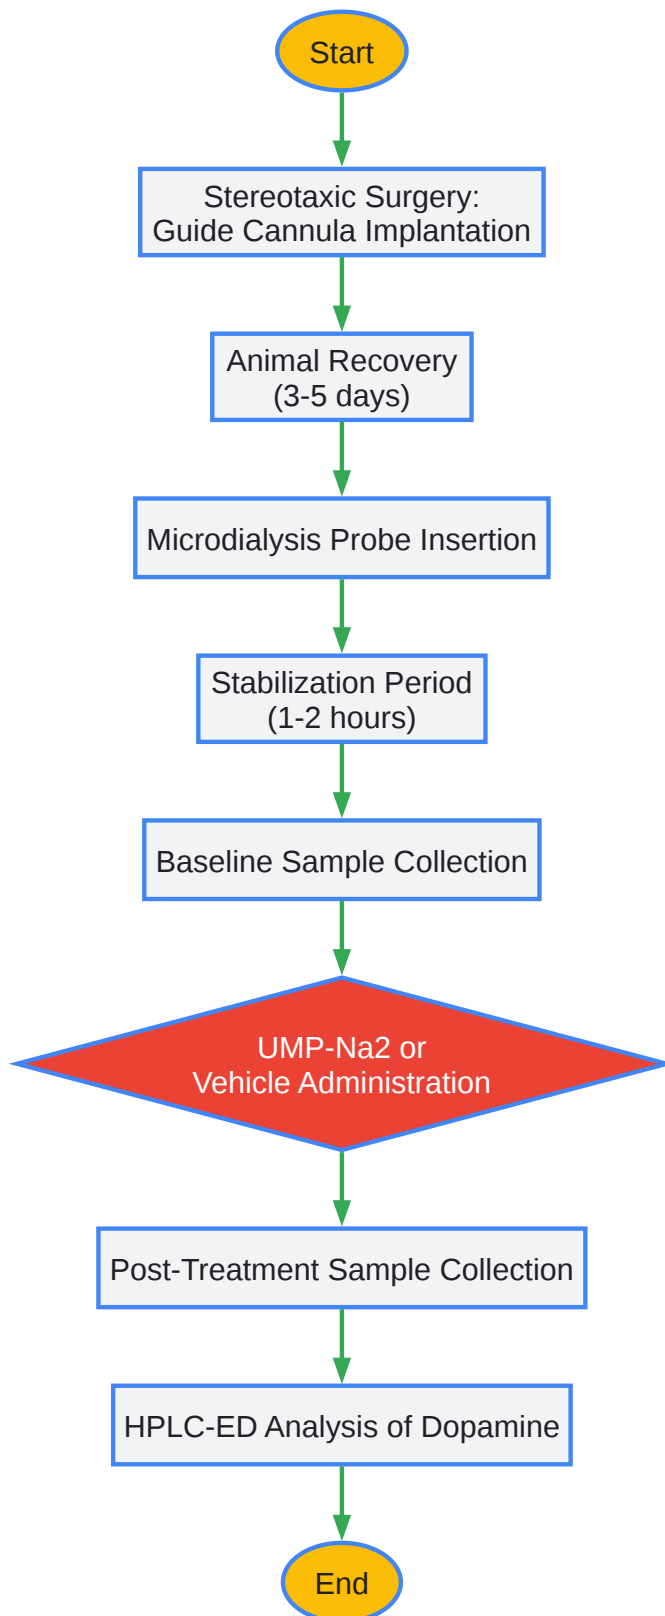 Start
Stereotaxic Surgery:
Guide Cannula Implantation
Animal Recovery
(3-5 days)
Microdialysis Probe Insertion
Stabilization Period
(1-2 hours)
Baseline Sample Collection
UMP-Na2 or
Vehicle Administration
Post-Treatment Sample Collection
HPLC-ED Analysis of Dopamine
End